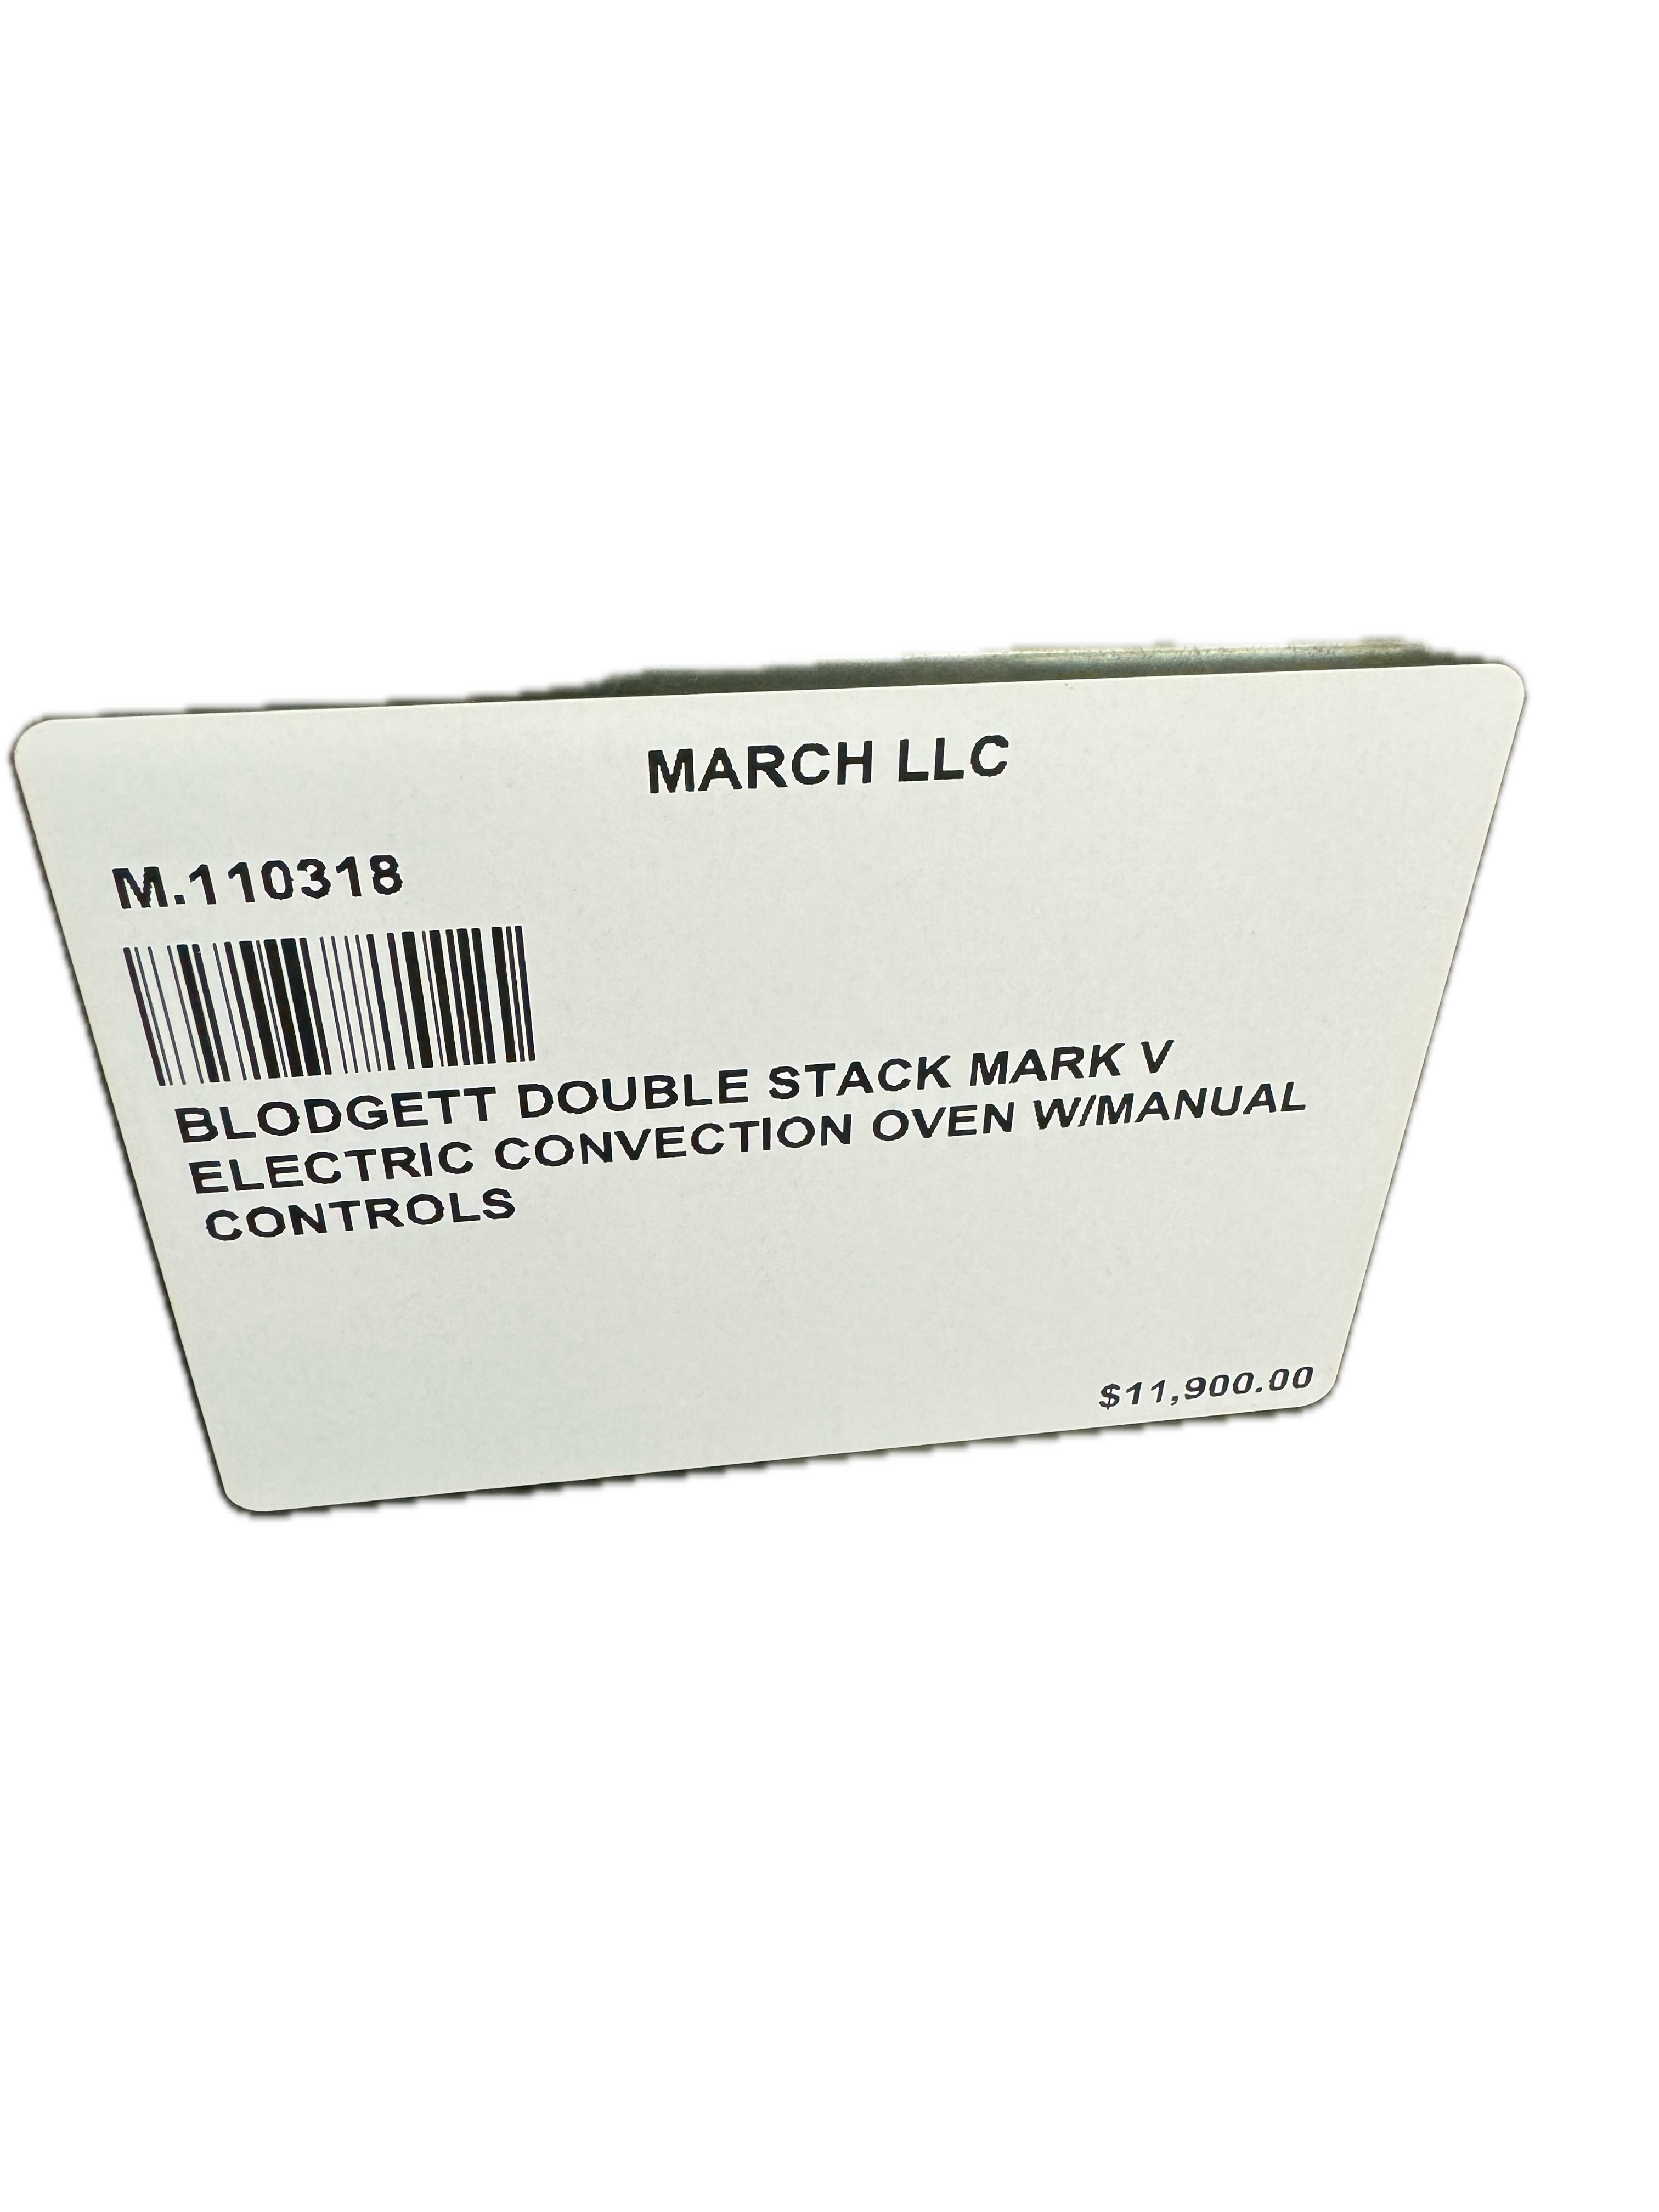 MARCH LLC
M.110318
BLODGETT DOUBLE STACK MARK V
ELECTRIC CONVECTION OVEN W/MANUAL
CONTROLS
$11,900.00